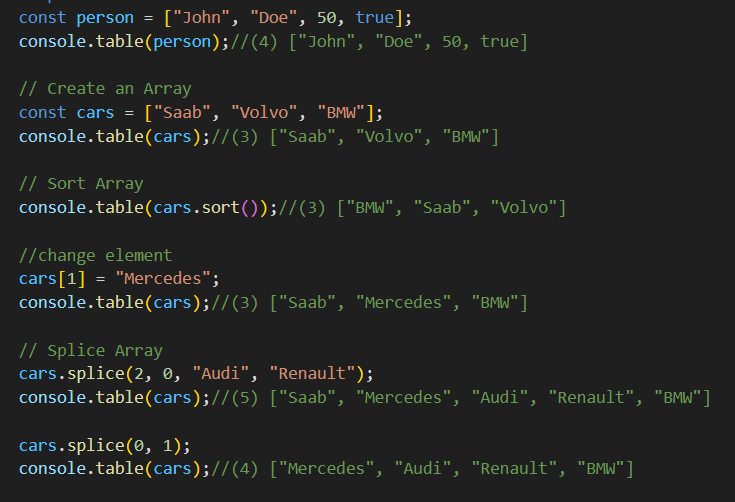 const person = ["John", "Doe", 50, true];
console.table(person);//(4) ["John", "Doe", 50, true]
// Create an Array
const cars = ["Saab", "Volvo", "BMW"];
console.table(cars);//(3) ["Saab", "Volvo", "BMW"]
// Sort Array
console.table(cars.sort());//(3) ["BMW", "Saab", "Volvo"]
//change element
cars[1] = "Mercedes";
console.table(cars);//(3) ["Saab", "Mercedes", "BMW"]
// Splice Array
cars.splice(2, 0, "Audi", "Renault");
console.table(cars);//(5) ["Saab", "Mercedes", "Audi", "Renault", "BMW"]
cars.splice(0, 1);
console.table(cars);//(4) ["Mercedes", "Audi", "Renault", "BMW"]